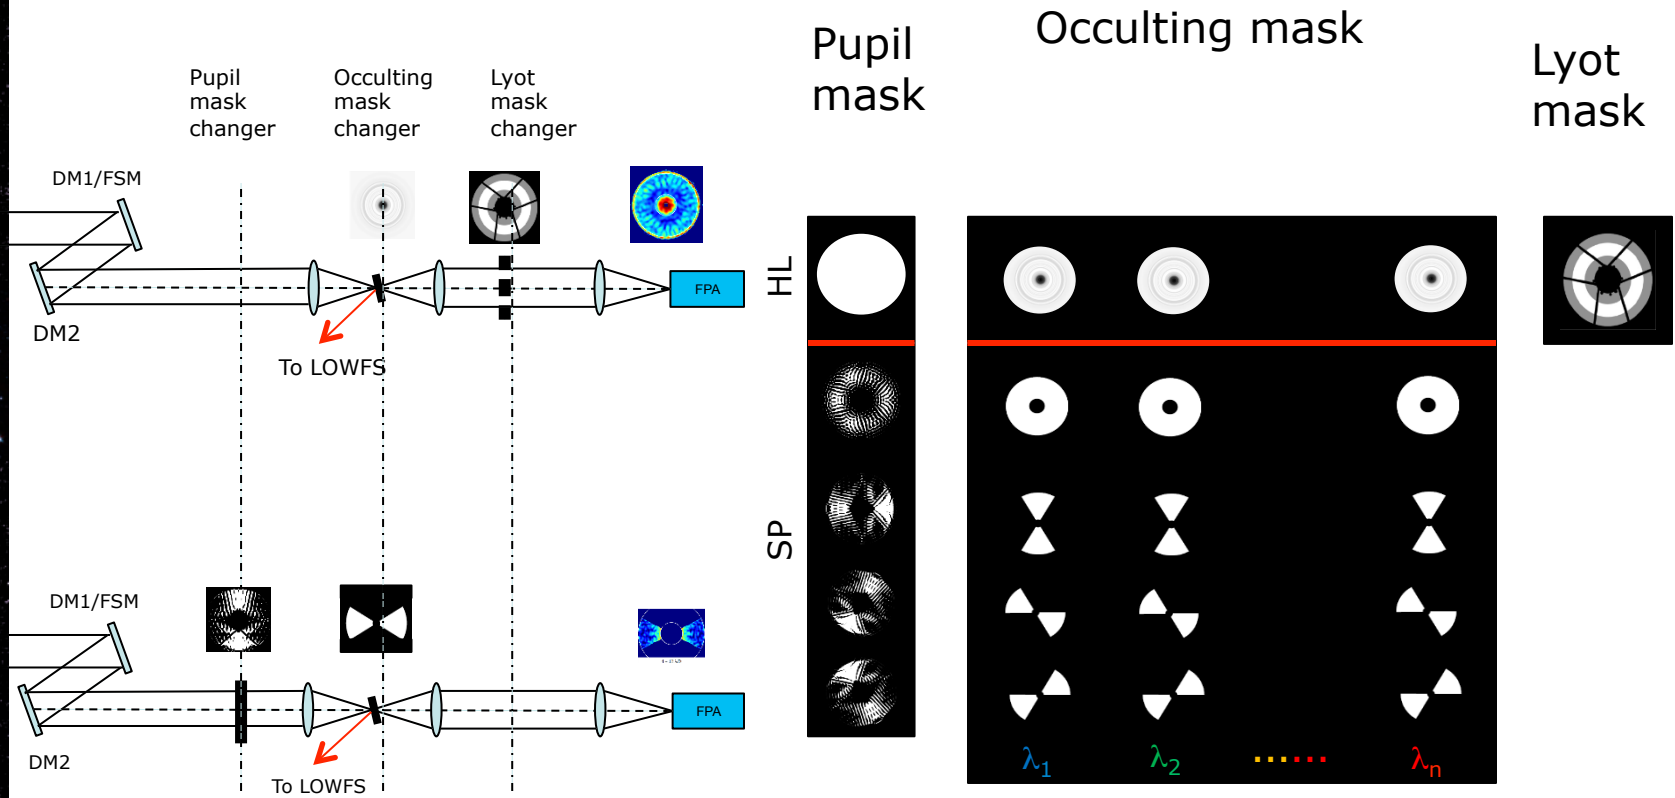 Pupil
mask
changer
Occulting
mask
changer
Lyot
mask
changer
DM1/FSM
DM2
To LOWFS
FPA
DM1/FSM
DM2
To LOWFS
FPA
Pupil
mask
Occulting mask
Lyot
mask
HL
SP
λ1
λ2
......
λn